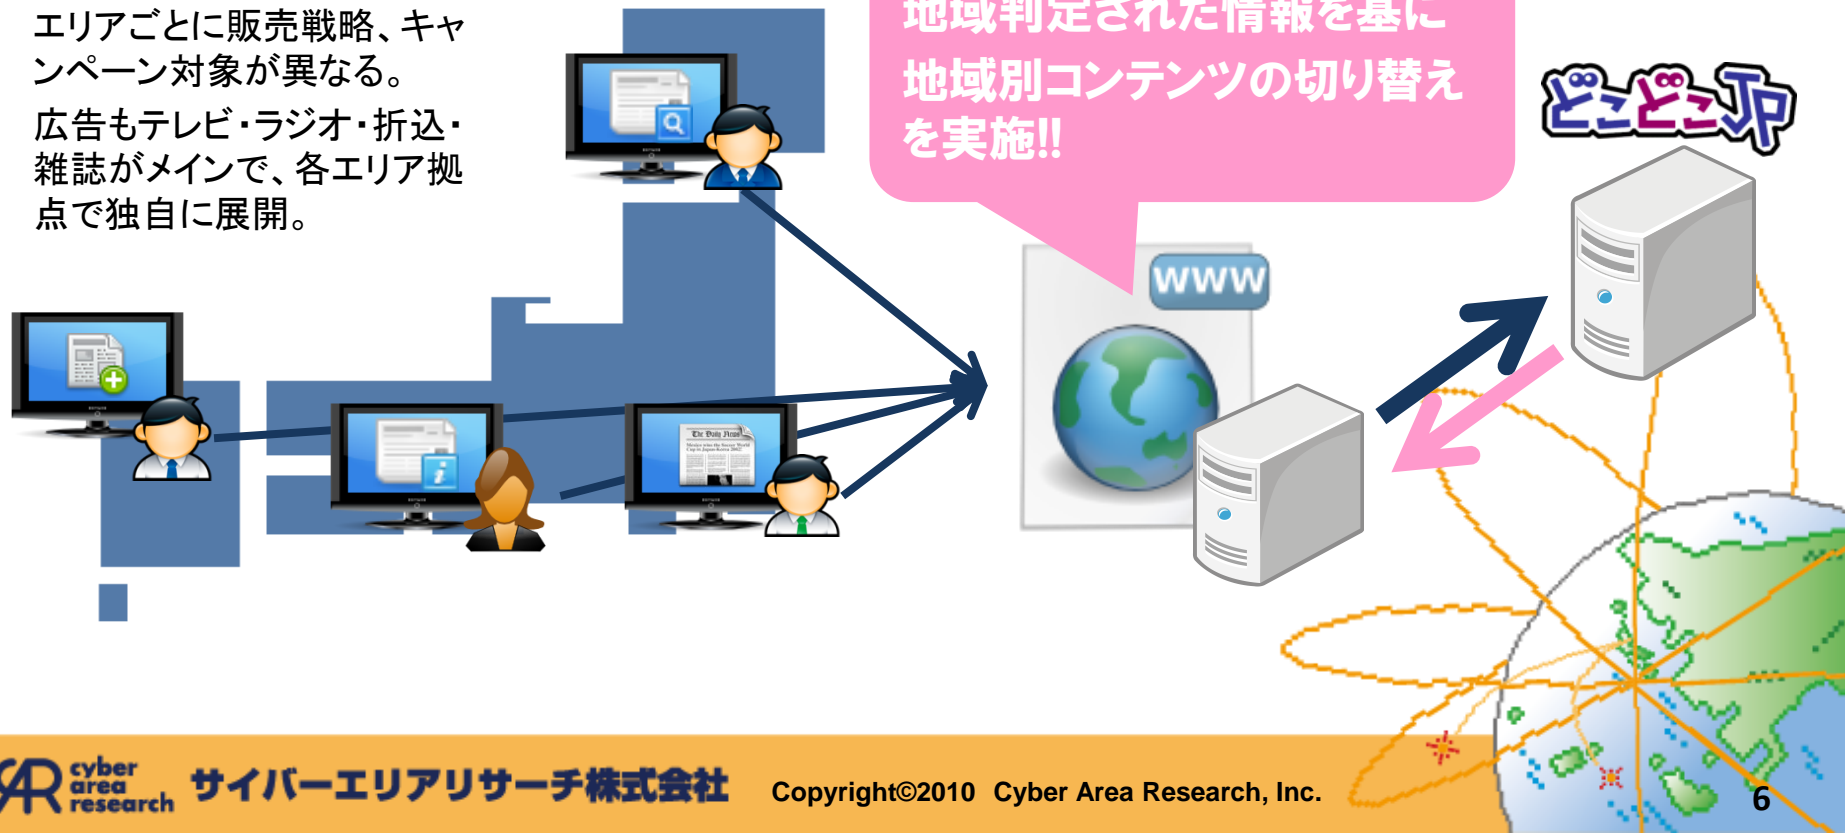 エリアごとに販売戦略、キャ
ンペーン対象が異なる。
広告もテレビ・ラジオ・折込・
雑誌がメインで、各エリア拠
点で独自に展開。
地域判定された情報を基に
地域別コンテンツの切り替え
を実施!!
どこどこJP
WWW
The Daily News
cyber
area
research
サイバーエリアリサーチ株式会社
Copyright©2010 Cyber Area Research, Inc.
6